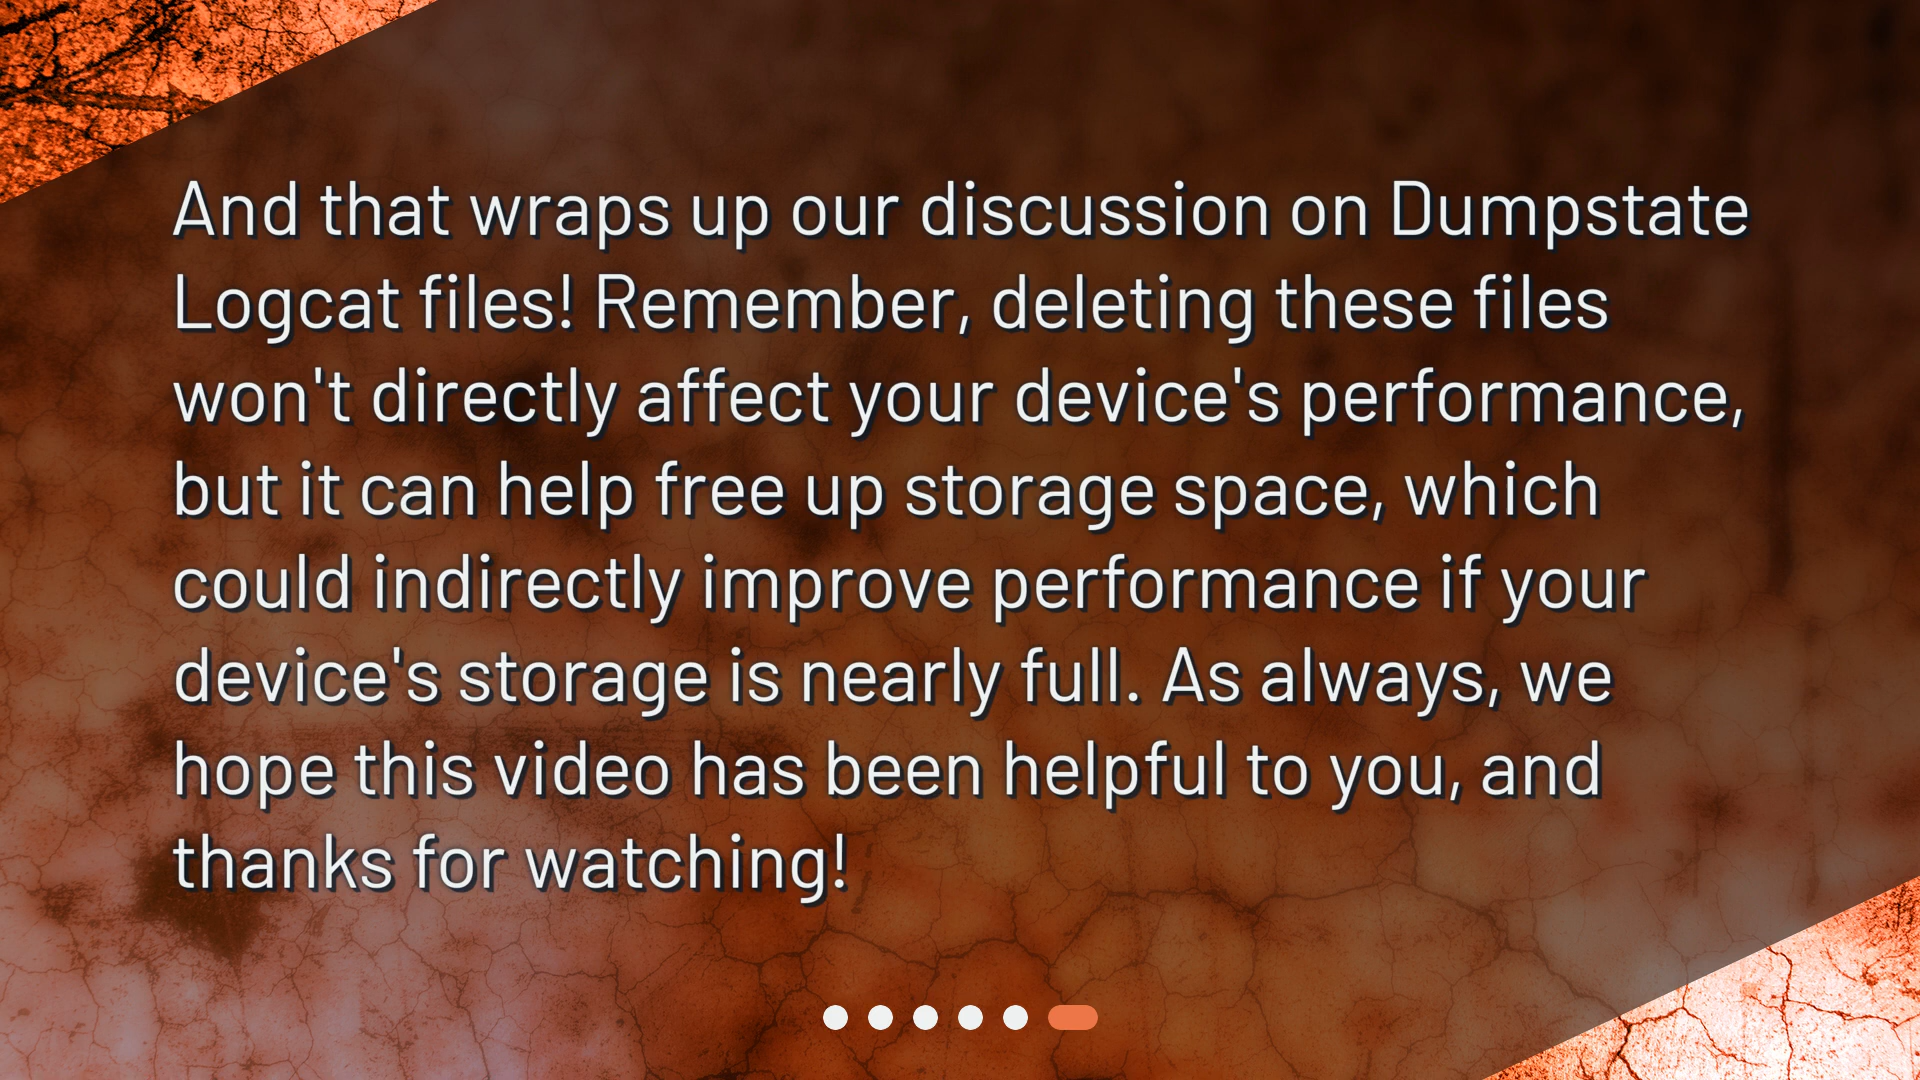 And that wraps up our discussion on Dumpstate
Logcat files! Remember, deleting these files
won't directly affect your device's performance,
but it can help free up storage space, which
could indirectly improve performance if your
device's storage is nearly full. As always, we
hope this video has been helpful to you, and
thanks for watching!